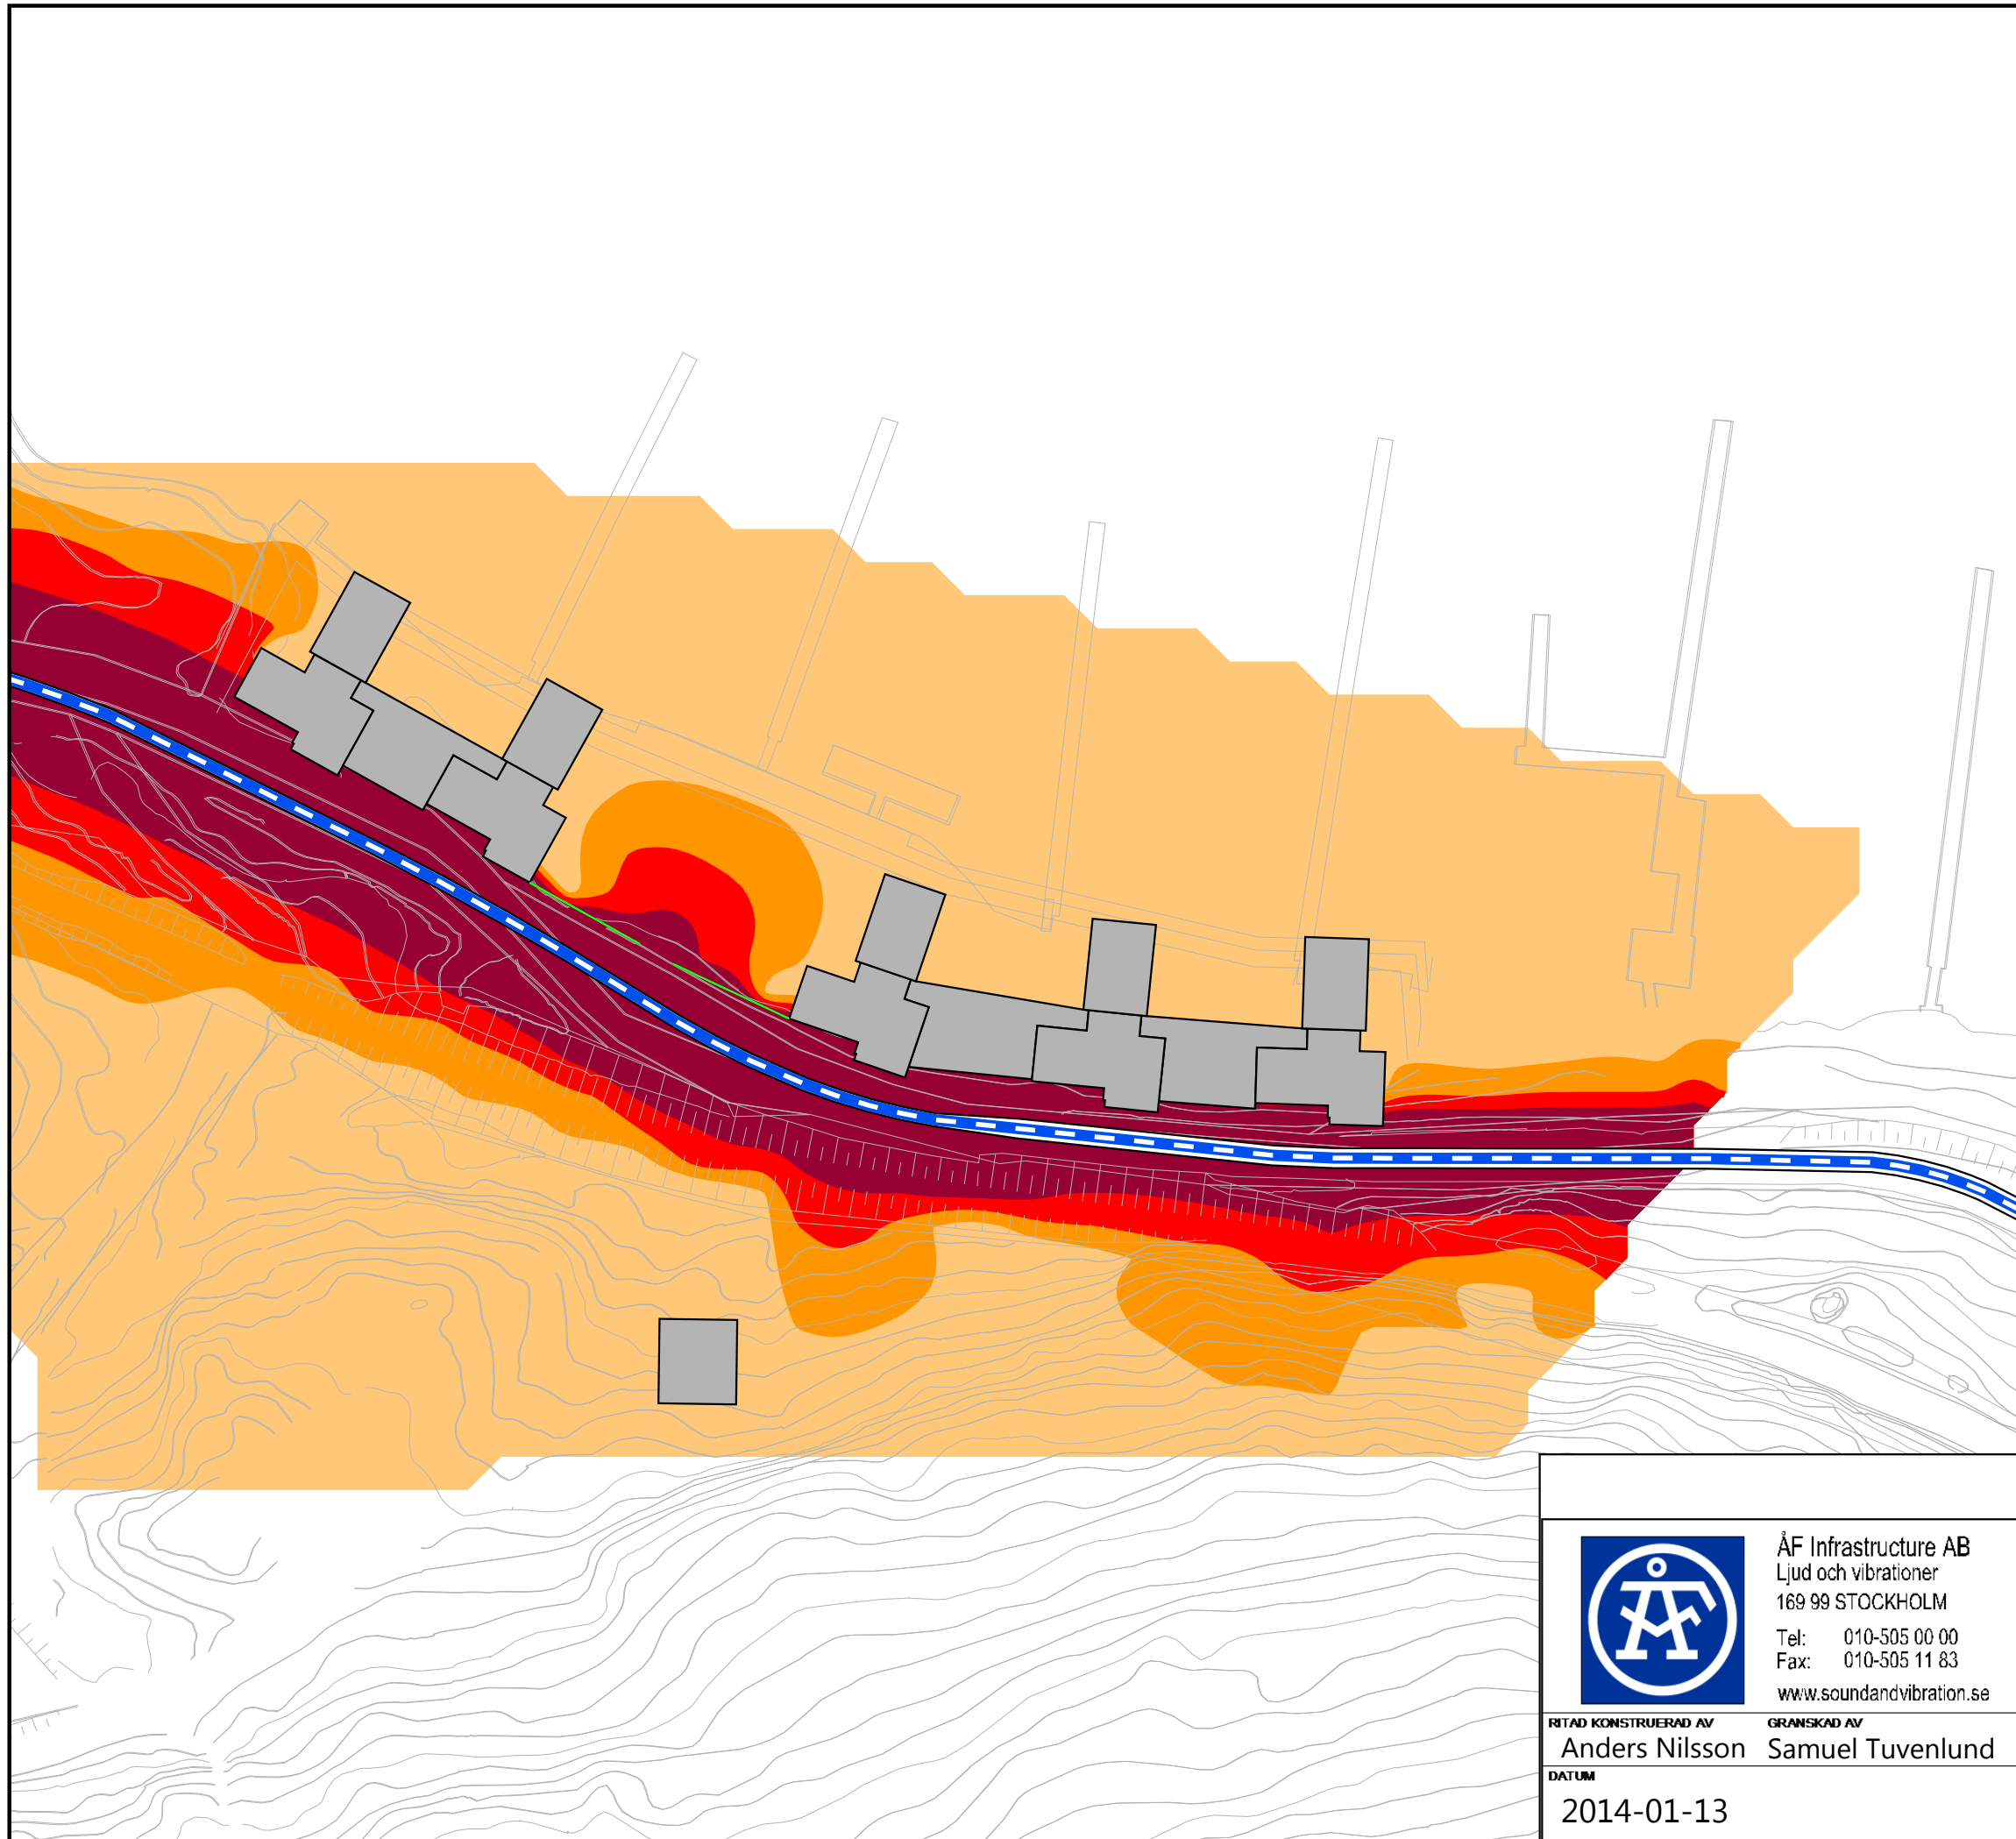 ÅF
ÅF Infrastructure AB
Ljud och vibrationer
169 99 STOCKHOLM
Tel: 010-505 00 00
Fax: 010-505 11 83
www.soundandvibration.se
RITAD KONSTRUERAD AV GRANSKAD AV
Anders Nilsson Samuel Tuvenlund
DATUM
2014-01-13